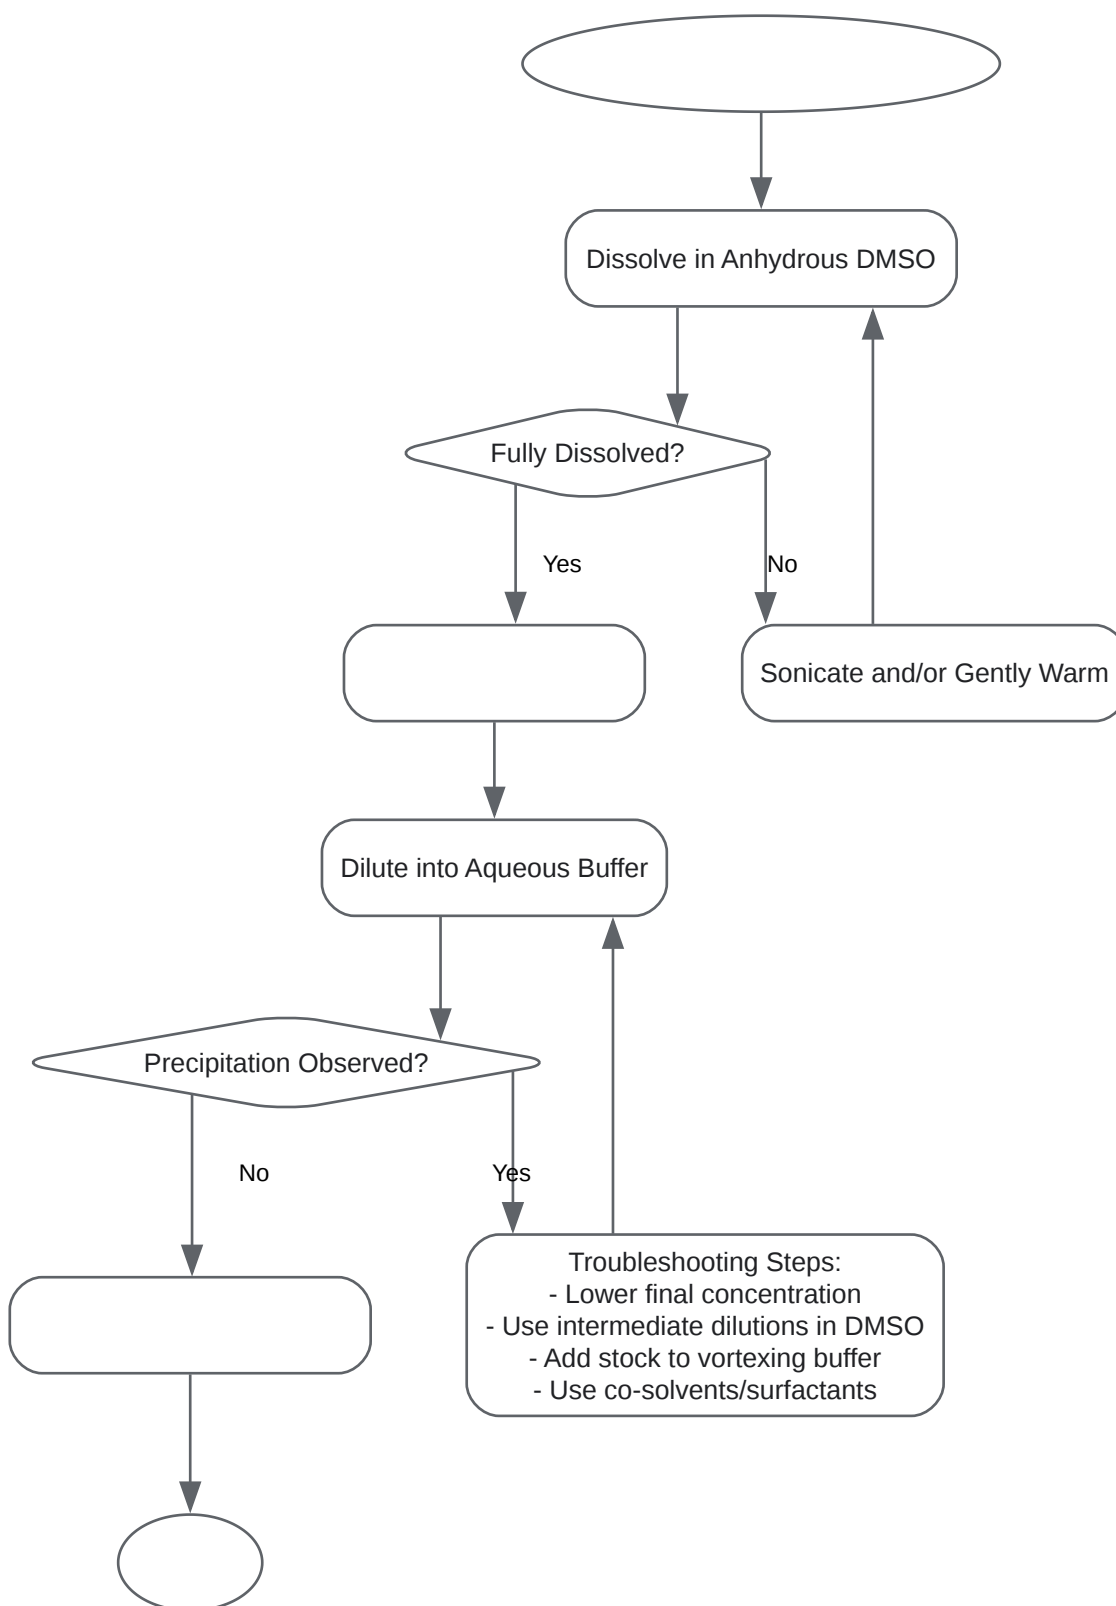 Dissolve in Anhydrous DMSO
Fully Dissolved?
Yes
No
Sonicate and/or Gently Warm
Dilute into Aqueous Buffer
Precipitation Observed?
No
Yes
Troubleshooting Steps:
- Lower final concentration
- Use intermediate dilutions in DMSO
- Add stock to vortexing buffer
- Use co-solvents/surfactants